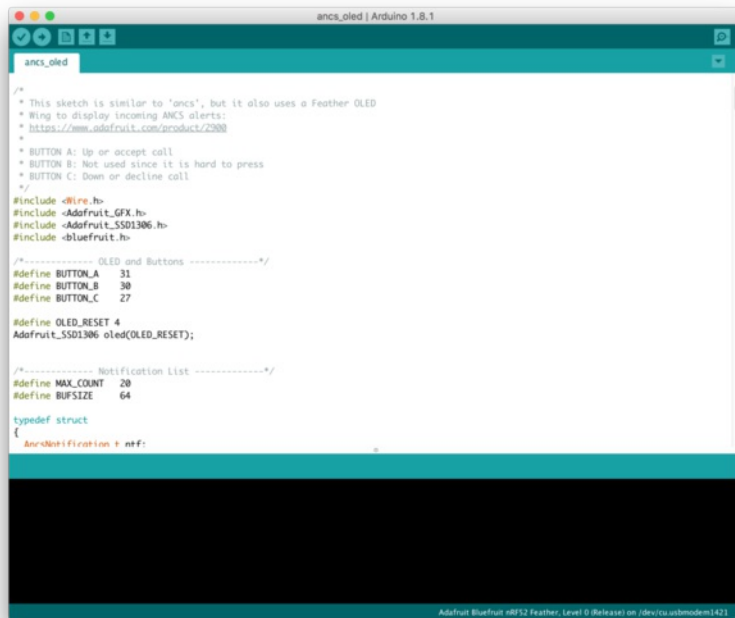 ancs_oled | Arduino 1.8.1
ancs_oled
/*
* This sketch is similar to 'ancs', but it also uses a Feather OLED
* Wing to display incoming ANCS alerts:
* https://www.adafruit.com/product/2900
*
* BUTTON A: Up or accept call
* BUTTON B: Not used since it is hard to press
* BUTTON C: Down or decline call
*/
#include <Wire.h>
#include <Adafruit_GFX.h>
#include <Adafruit_SSD1306.h>
#include <bluefruit.h>
/*------------- OLED and Buttons -------------*/
#define BUTTON_A 31
#define BUTTON_B 30
#define BUTTON_C 27
#define OLED_RESET 4
Adafruit_SSD1306 oled(OLED_RESET);
/*------------- Notification List -------------*/
#define MAX_COUNT 20
#define BUFSIZE 64
typedef struct
{
AncsNotification_t ntf;
Adafruit Bluefruit nRF52 Feather, Level 0 (Release) on /dev/cu.usbmodem1421